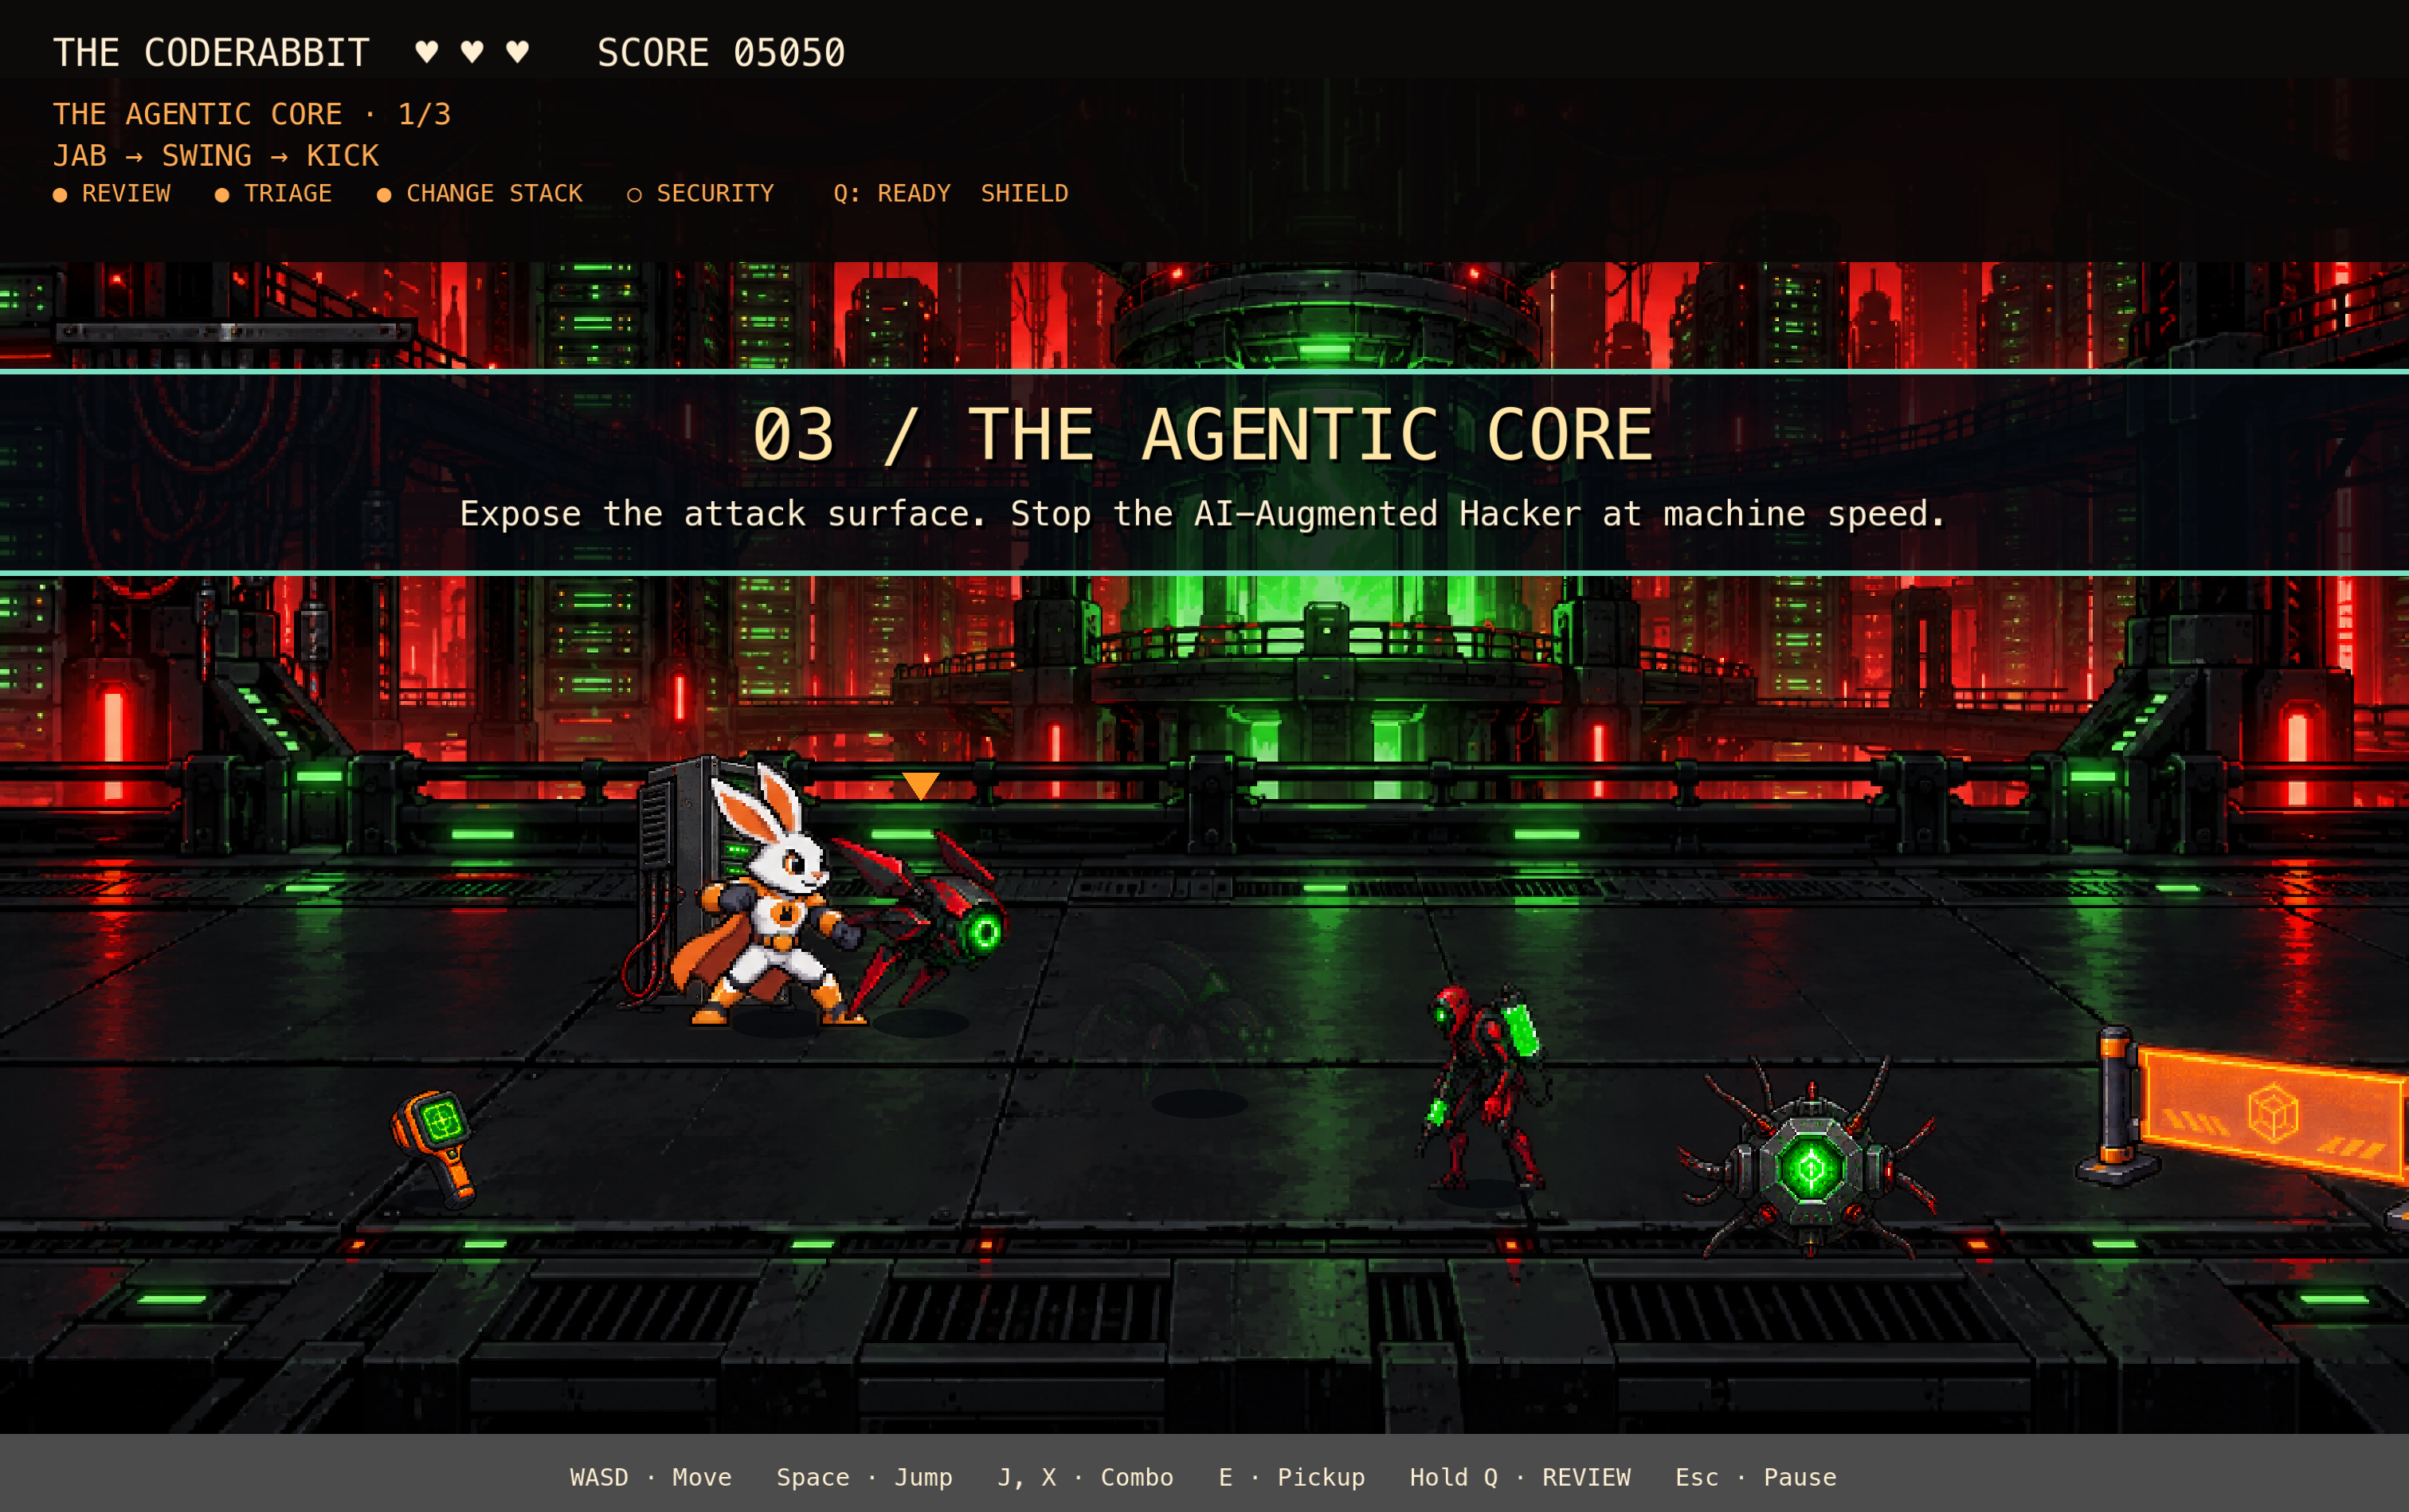 THE CODERABBIT ♥ ♥ ♥ SCORE 05050
THE AGENTIC CORE · 1/3
JAB → SWING → KICK
● REVIEW ● TRIAGE ● CHANGE STACK ○ SECURITY Q: READY SHIELD
03 / THE AGENTIC CORE
Expose the attack surface. Stop the AI-Augmented Hacker at machine speed.
WASD · Move Space · Jump J, X · Combo E · Pickup Hold Q · REVIEW Esc · Pause